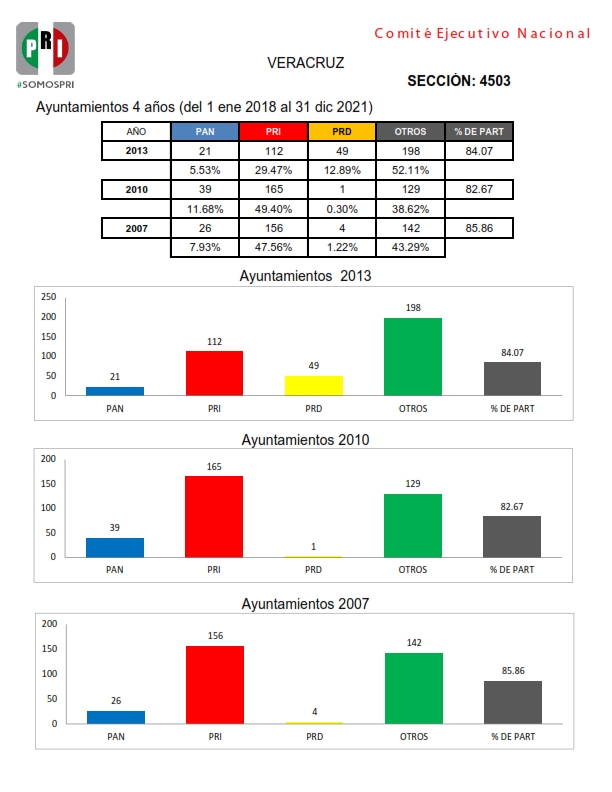 Comité Ejecutivo Nacional
PRI
#SOMOSPRI
VERACRUZ
SECCIÓN: 4503
Ayuntamientos 4 años (del 1 ene 2018 al 31 dic 2021)
AÑO PAN PRI PRD OTROS % DE PART
2013 21 112 49 198 84.07
5.53% 29.47% 12.89% 52.11%
2010 39 165 1 129 82.67
11.68% 49.40% 0.30% 38.62%
2007 26 156 4 142 85.86
7.93% 47.56% 1.22% 43.29%
Ayuntamientos 2013
250
200
150
100
50
0
21 112 49 198 84.07
PAN PRI PRD OTROS % DE PART
Ayuntamientos 2010
200
150
100
50
0
39 165 1 129 82.67
PAN PRI PRD OTROS % DE PART
Ayuntamientos 2007
200
150
100
50
0
26 156 4 142 85.86
PAN PRI PRD OTROS % DE PART